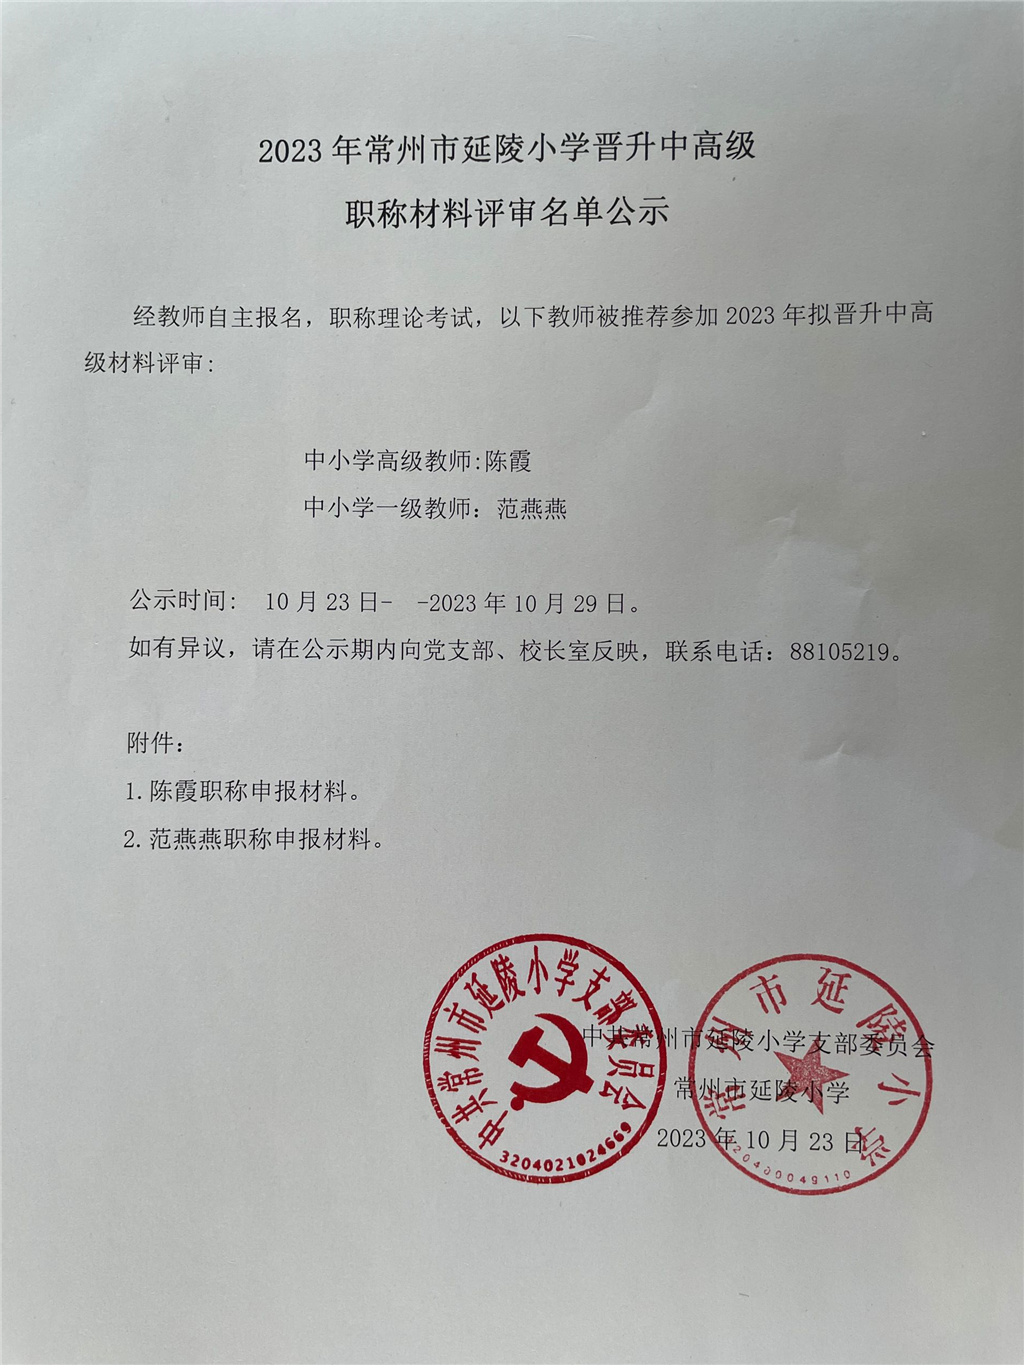 2023 年常州市延陵小学晋升中高级
职称材料评审名单公示
经教师自主报名，职称理论考试，以下教师被推荐参加 2023 年拟晋升中高
级材料评审:
中小学高级教师:陈霞
中小学一级教师：范燕燕
公示时间： 10 月 23 日- -2023 年 10 月 29 日。
如有异议，请在公示期内向党支部、校长室反映，联系电话：88105219。
附件：
1.陈霞职称申报材料。
2.范燕燕职称申报材料。
中共常州市延陵小学支部委员会
常州市延陵小学
2023 年 10 月 23 日
中共常州市延陵小学支部委员会
3204021024669
常州市延陵小学